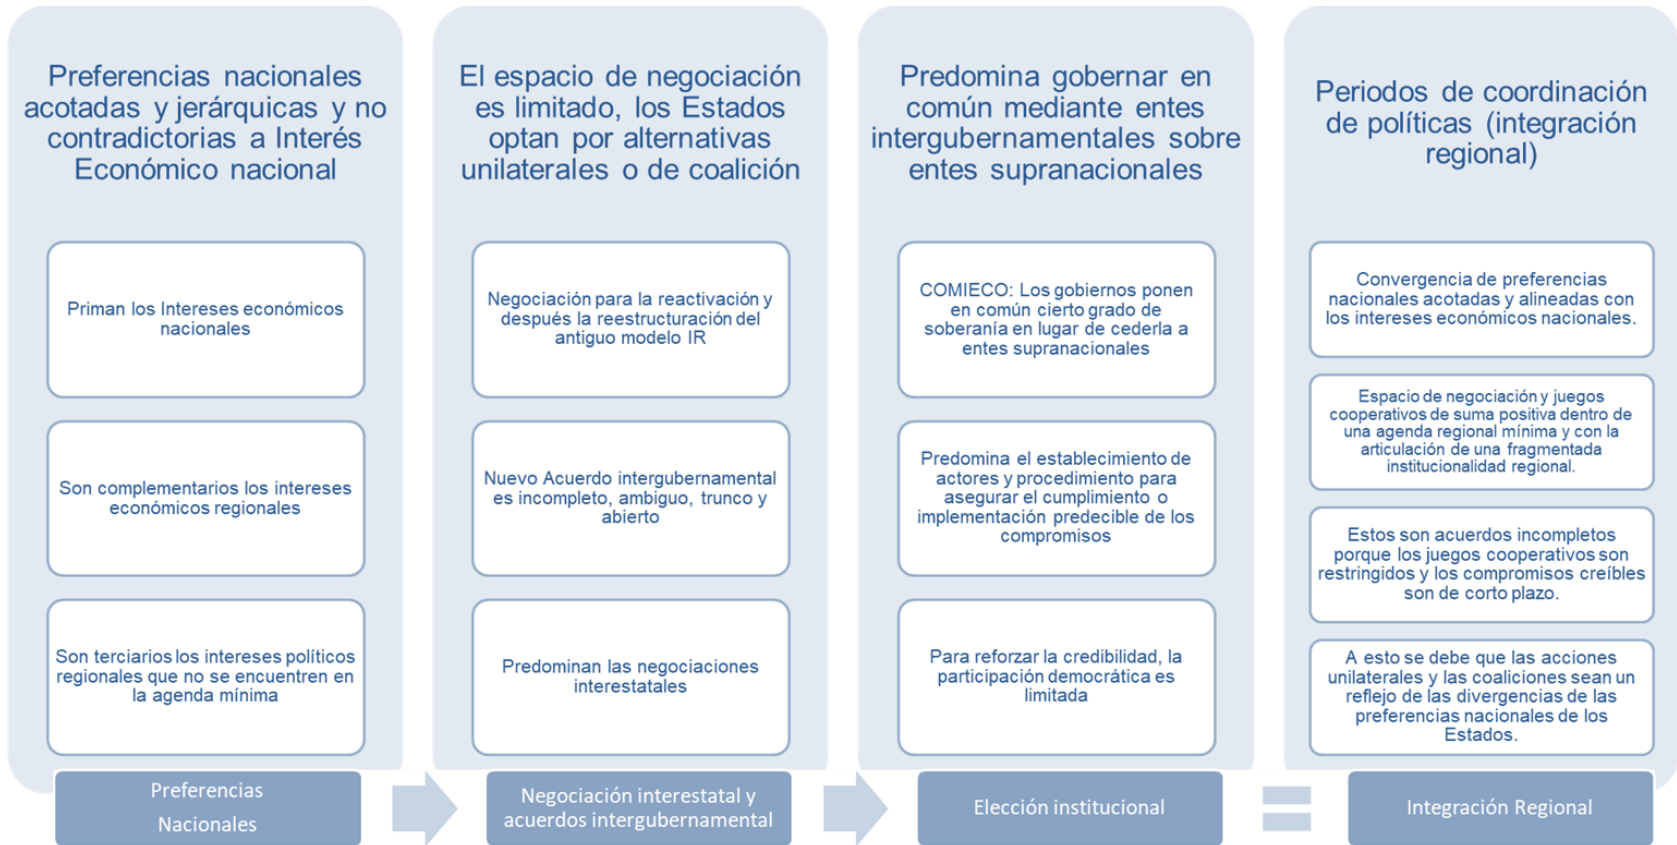 Preferencias nacionales
acotadas y jerárquicas y no
contradictorias a Interés
Económico nacional
Priman los Intereses económicos
nacionales
Son complementarios los intereses
económicos regionales
Son terciarios los intereses políticos
regionales que no se encuentren en
la agenda mínima
Preferencias
Nacionales
El espacio de negociación
es limitado, los Estados
optan por alternativas
unilaterales o de coalición
Negociación para la reactivación y
después la reestructuración del
antiguo modelo IR
Nuevo Acuerdo intergubernamental
es incompleto, ambiguo, trunco y
abierto
Predominan las negociaciones
interestatales
Negociación interestatal y
acuerdos intergubernamental
Predomina gobernar en
común mediante entes
intergubernamentales sobre
entes supranacionales
COMIECO: Los gobiernos ponen
en común cierto grado de
soberanía en lugar de cederla a
entes supranacionales
Predomina el establecimiento de
actores y procedimiento para
asegurar el cumplimiento o
implementación predecible de los
compromisos
Para reforzar la credibilidad, la
participación democrática es
limitada
Elección institucional
Periodos de coordinación
de políticas (integración
regional)
Convergencia de preferencias
nacionales acotadas y alineadas con
los intereses económicos nacionales.
Espacio de negociación y juegos
cooperativos de suma positiva dentro de
una agenda regional mínima y con la
articulación de una fragmentada
institucionalidad regional.
Estos son acuerdos incompletos
porque los juegos cooperativos son
restringidos y los compromisos creíbles
son de corto plazo.
A esto se debe que las acciones
unilaterales y las coaliciones sean un
reflejo de las divergencias de las
preferencias nacionales de los
Estados.
Integración Regional